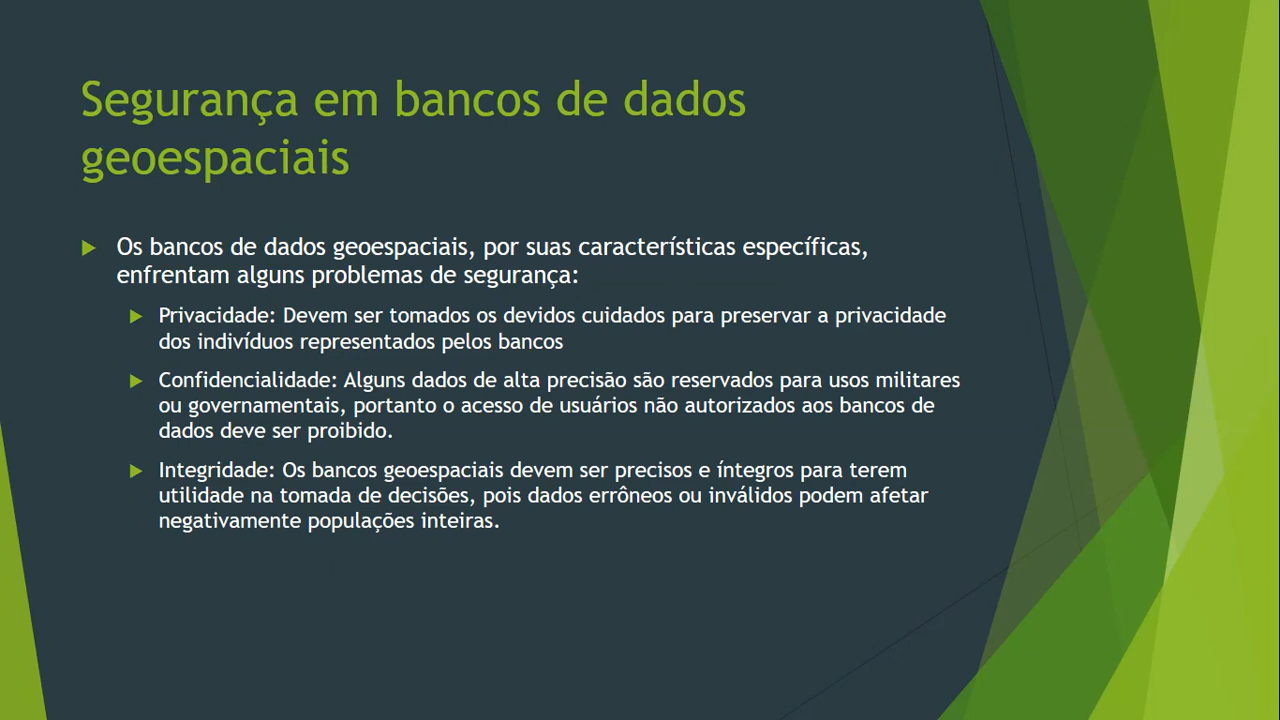 Segurança em bancos de dados
geoespaciais
Os bancos de dados geoespaciais, por suas características específicas,
enfrentam alguns problemas de segurança:
Privacidade: Devem ser tomados os devidos cuidados para preservar a privacidade
dos indivíduos representados pelos bancos
Confidencialidade: Alguns dados de alta precisão são reservados para usos militares
ou governamentais, portanto o acesso de usuários não autorizados aos bancos de
dados deve ser proibido.
Integridade: Os bancos geoespaciais devem ser precisos e íntegros para terem
utilidade na tomada de decisões, pois dados errôneos ou inválidos podem afetar
negativamente populações inteiras.